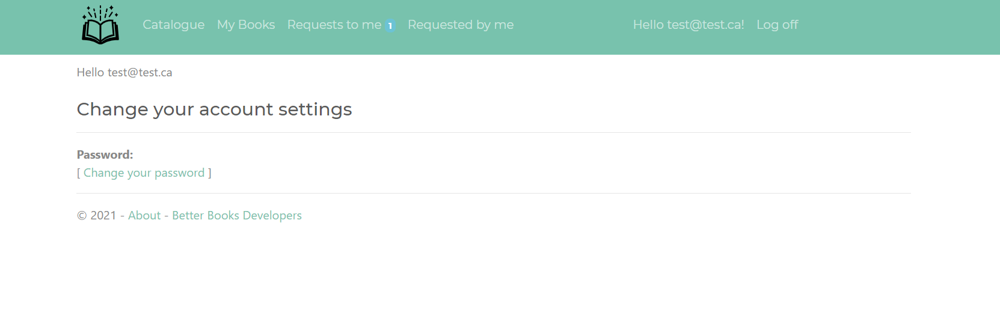 Catalogue My Books Requests to me 1 Requested by me Hello test@test.ca! Log off
Hello test@test.ca
Change your account settings
Password:
[ Change your password ]
© 2021 - About - Better Books Developers